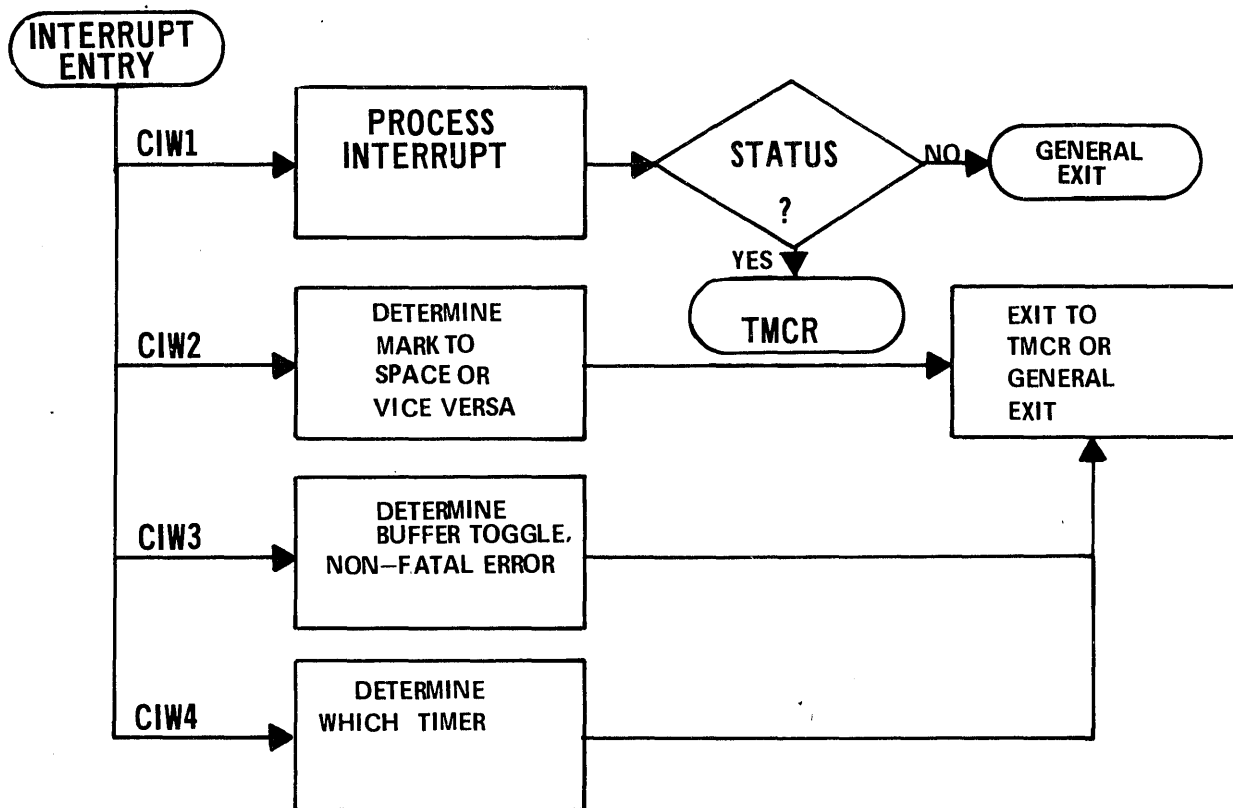 INTERRUPT
ENTRY
CIW1
PROCESS
INTERRUPT
STATUS
?
NO
GENERAL
EXIT
YES
TMCR
CIW2
DETERMINE
MARK TO
SPACE OR
VICE VERSA
EXIT TO
TMCR OR
GENERAL
EXIT
CIW3
DETERMINE
BUFFER TOGGLE,
NON-FATAL ERROR
CIW4
DETERMINE
WHICH TIMER